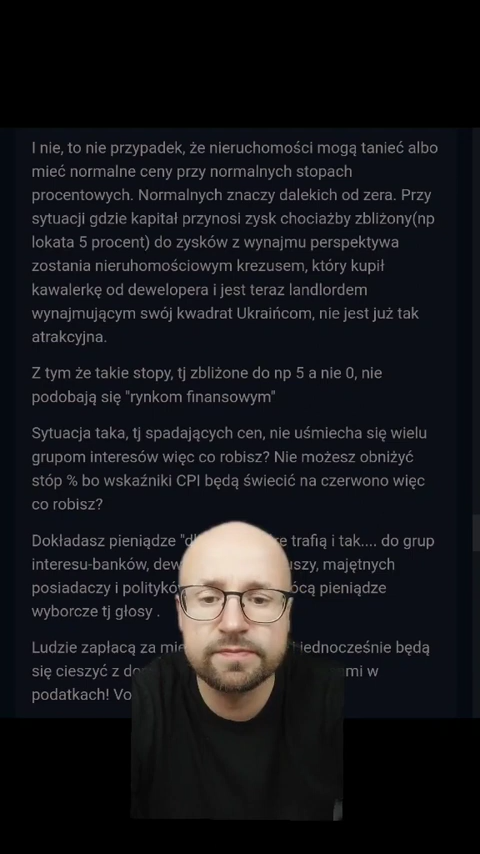 I nie, to nie przypadek, że nieruchomości mogą tanieć albo
mieć normalne ceny przy normalnych stopach
procentowych. Normalnych znaczy dalekich od zera. Przy
sytuacji gdzie kapitał przynosi zysk chociażby zbliżony(np
lokata 5 procent) do zysków z wynajmu perspektywa
zostania nieruhomościowym krezusem, który kupił
kawalerkę od dewelopera i jest teraz landlordem
wynajmującym swój kwadrat Ukraińcom, nie jest już tak
atrakcyjna.
Z tym że takie stopy, tj zbliżone do np 5 a nie 0, nie
podobają się "rynkom finansowym"
Sytuacja taka, tj spadających cen, nie uśmiecha się wielu
grupom interesów więc co robisz? Nie możesz obniżyć
stóp % bo wskaźniki CPI będą świecić na czerwono więc
co robisz?
Dokładasz pieniądze trafią i tak.... do grup
interesu-banków, majętnych
posiadaczy i pieniądze
wyborcze tj głosy .
Ludzie zapłacą za jednocześnie będą
się cieszyć z w
podatkach!